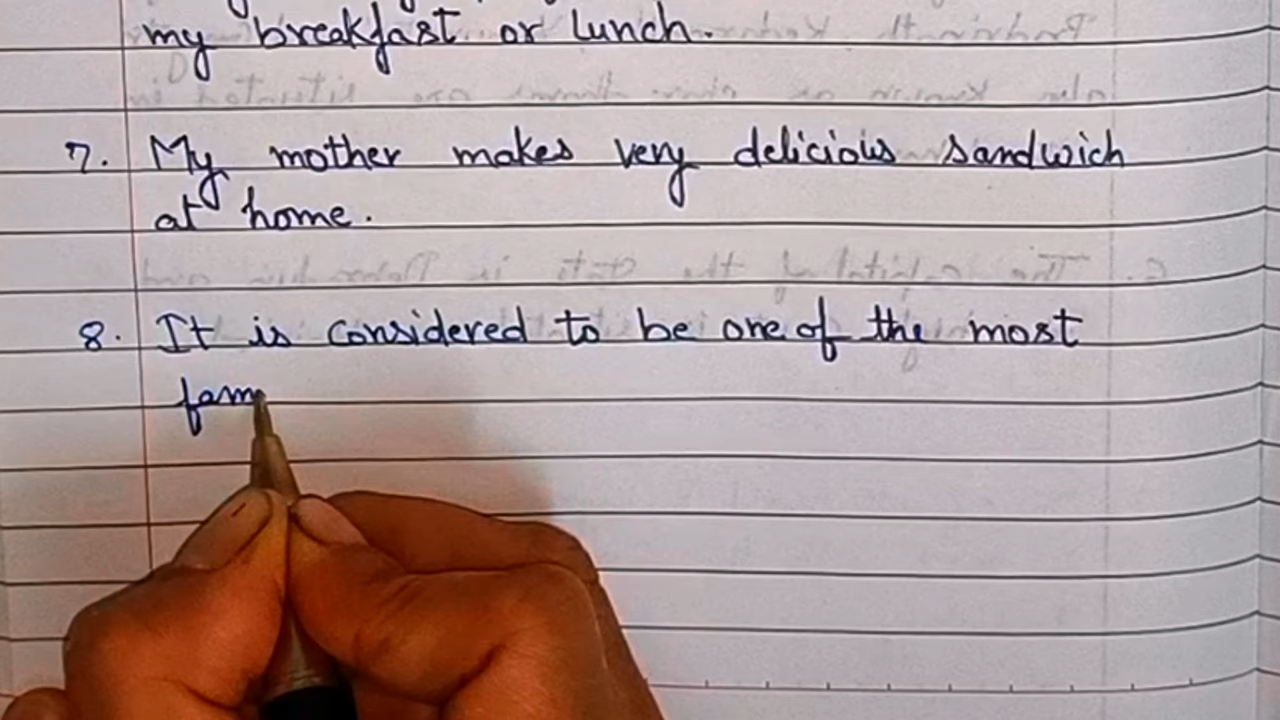 my breakfast or lunch.
7. My mother makes very delicious sandwich
at home.
8. It is considered to be one of the most
fam